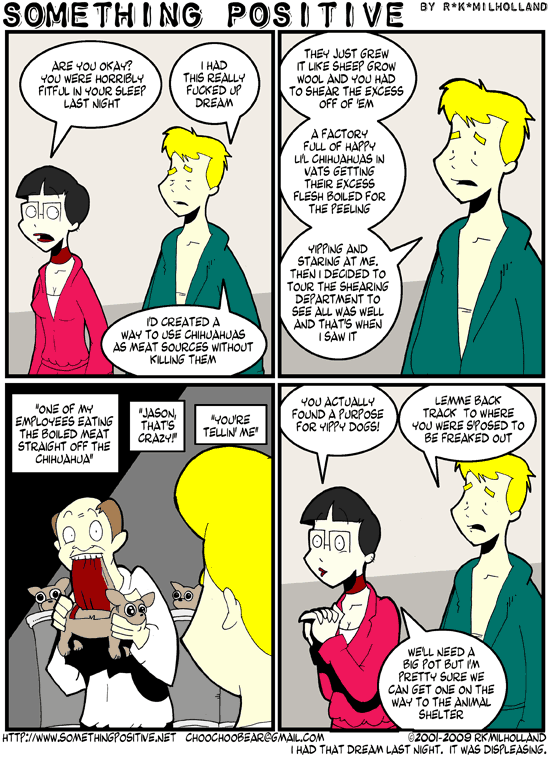 SOMETHING POSITIVE
BY R*K*MILHOLLAND
ARE YOU OKAY?
YOU WERE HORRIBLY
FITFUL IN YOUR SLEEP
LAST NIGHT
I HAD
THIS REALLY
FUCKED UP
DREAM
I'D CREATED A
WAY TO USE CHIHUAHUAS
AS MEAT SOURCES WITHOUT
KILLING THEM
THEY JUST GREW
IT LIKE SHEEP GROW
WOOL AND YOU HAD
TO SHEAR THE EXCESS
OFF OF 'EM
A FACTORY
FULL OF HAPPY
LI'L CHIHUAHUAS IN
VATS GETTING
THEIR EXCESS
FLESH BOILED FOR
THE PEELING
YIPPING AND
STARING AT ME.
THEN I DECIDED TO
TOUR THE SHEARING
DEPARTMENT TO
SEE ALL WAS WELL
AND THAT'S WHEN
I SAW IT
"ONE OF MY
EMPLOYEES EATING
THE BOILED MEAT
STRAIGHT OFF THE
CHIHUAHUA"
"JASON,
THAT'S
CRAZY!"
"YOU'RE
TELLIN' ME"
YOU ACTUALLY
FOUND A PURPOSE
FOR YIPPY DOGS!
LEMME BACK
TRACK TO WHERE
YOU WERE S'POSED TO
BE FREAKED OUT
WE'LL NEED A
BIG POT BUT I'M
PRETTY SURE WE
CAN GET ONE ON THE
WAY TO THE ANIMAL
SHELTER
HTTP://WWW.SOMETHINGPOSITIVE.NET CHOOCHOOBEAR@GMAIL.COM
©2001-2009 RKMILHOLLAND
I HAD THAT DREAM LAST NIGHT. IT WAS DISPLEASING.